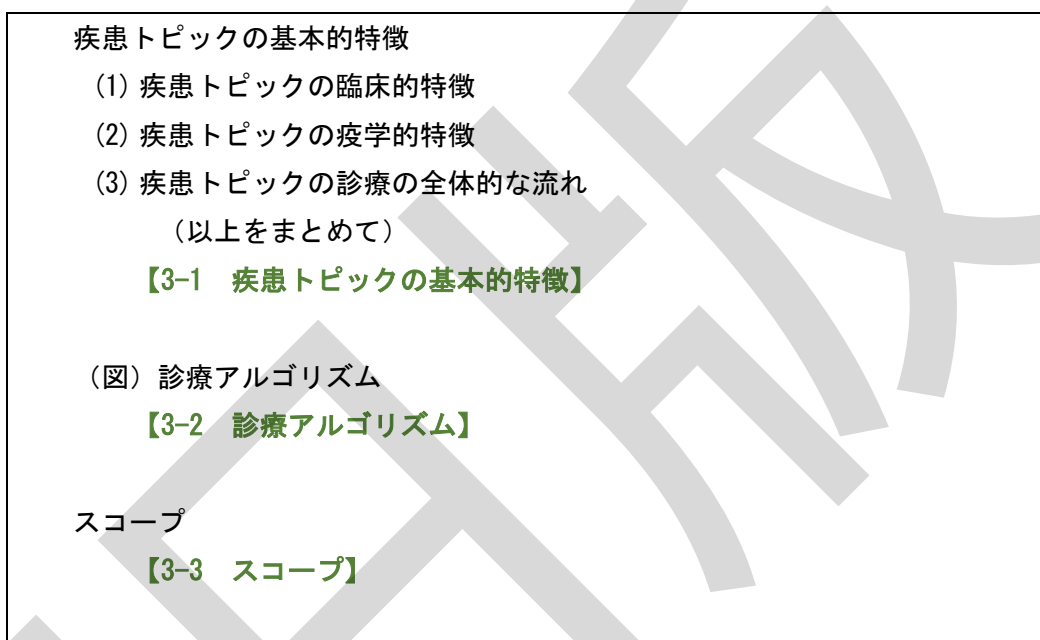 疾患トピックの基本的特徴
(1) 疾患トピックの臨床的特徴
(2) 疾患トピックの疫学的特徴
(3) 疾患トピックの診療の全体的な流れ
（以上をまとめて）
【3-1　疾患トピックの基本的特徴】
（図）診療アルゴリズム
【3-2　診療アルゴリズム】
スコープ
【3-3　スコープ】
旧版